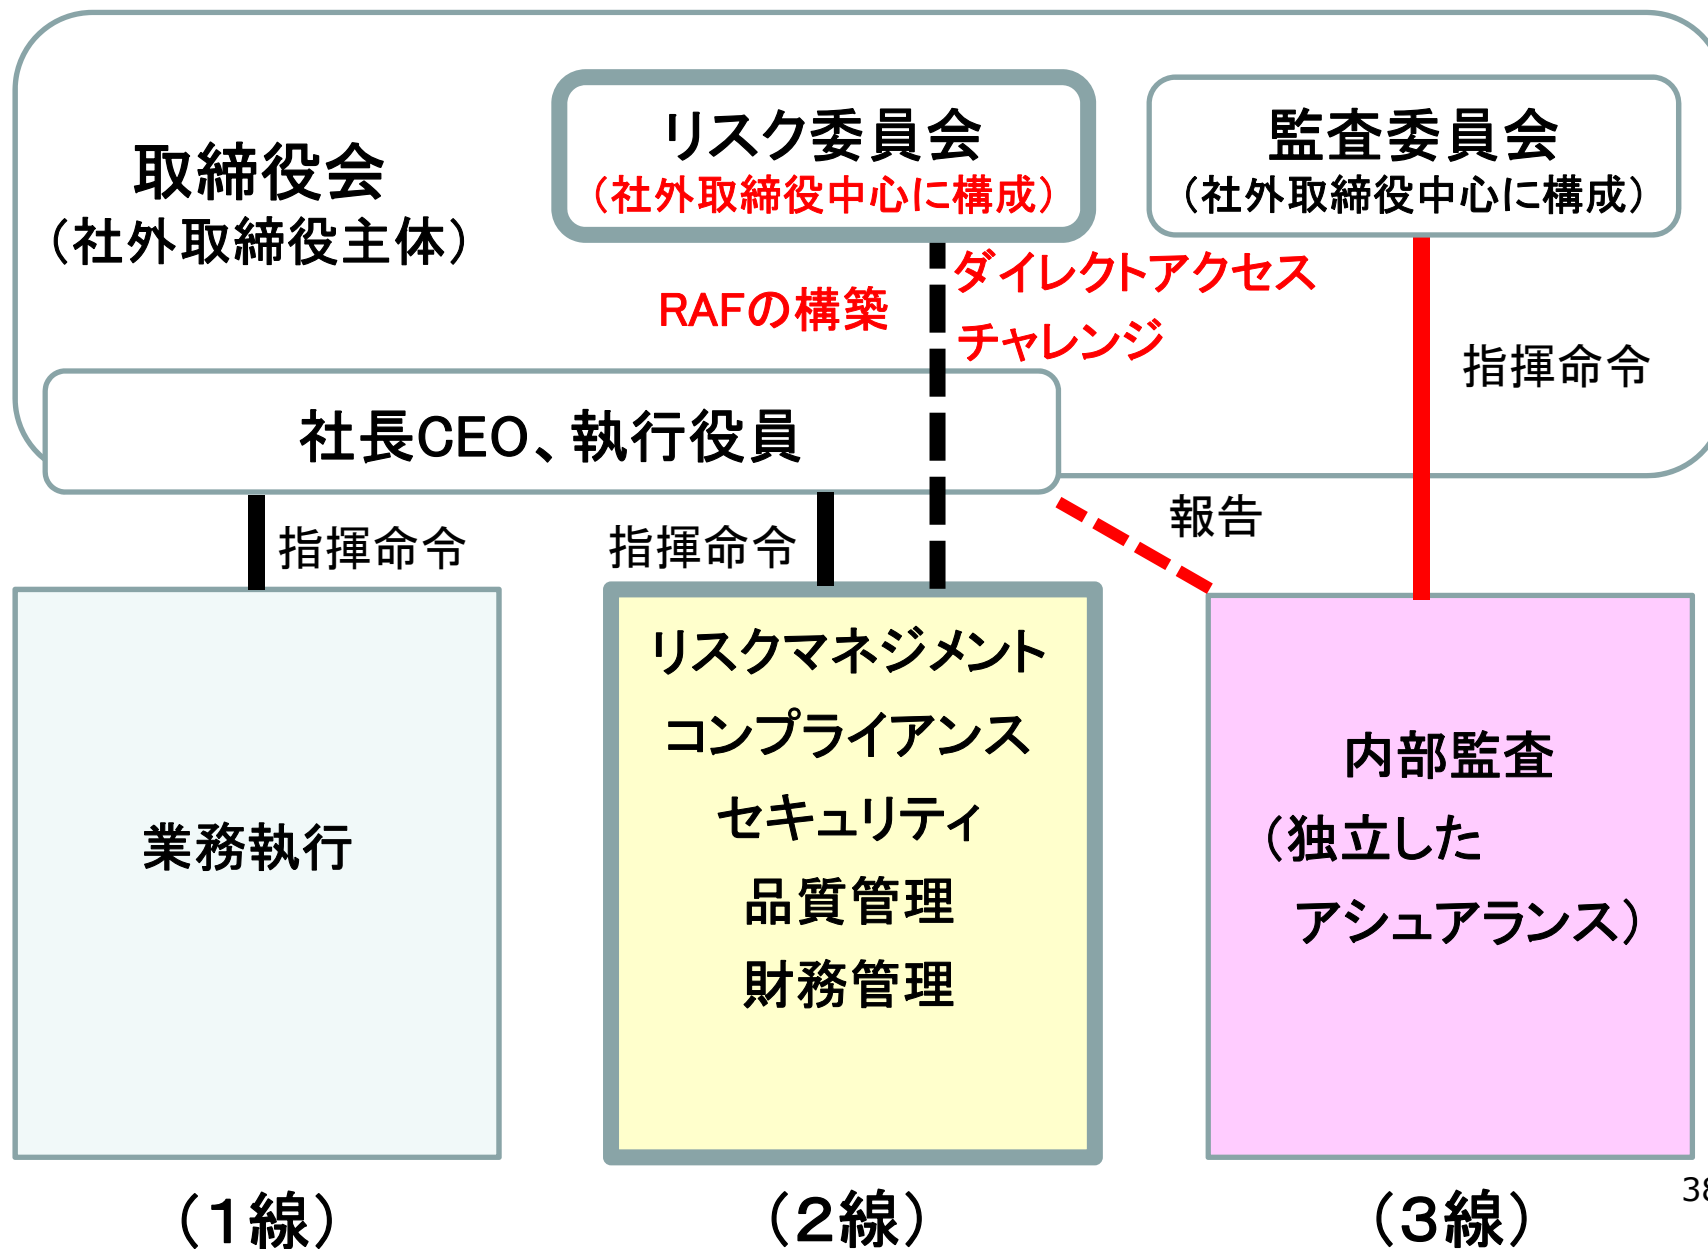 取締役会
（社外取締役主体）
リスク委員会
（社外取締役中心に構成）
監査委員会
（社外取締役中心に構成）
RAFの構築
ダイレクトアクセス
チャレンジ
指揮命令
社長CEO、執行役員
指揮命令
指揮命令
報告
業務執行
リスクマネジメント
コンプライアンス
セキュリティ
品質管理
財務管理
内部監査
（独立した
アシュアランス）
（1線）
（2線）
（3線）
38